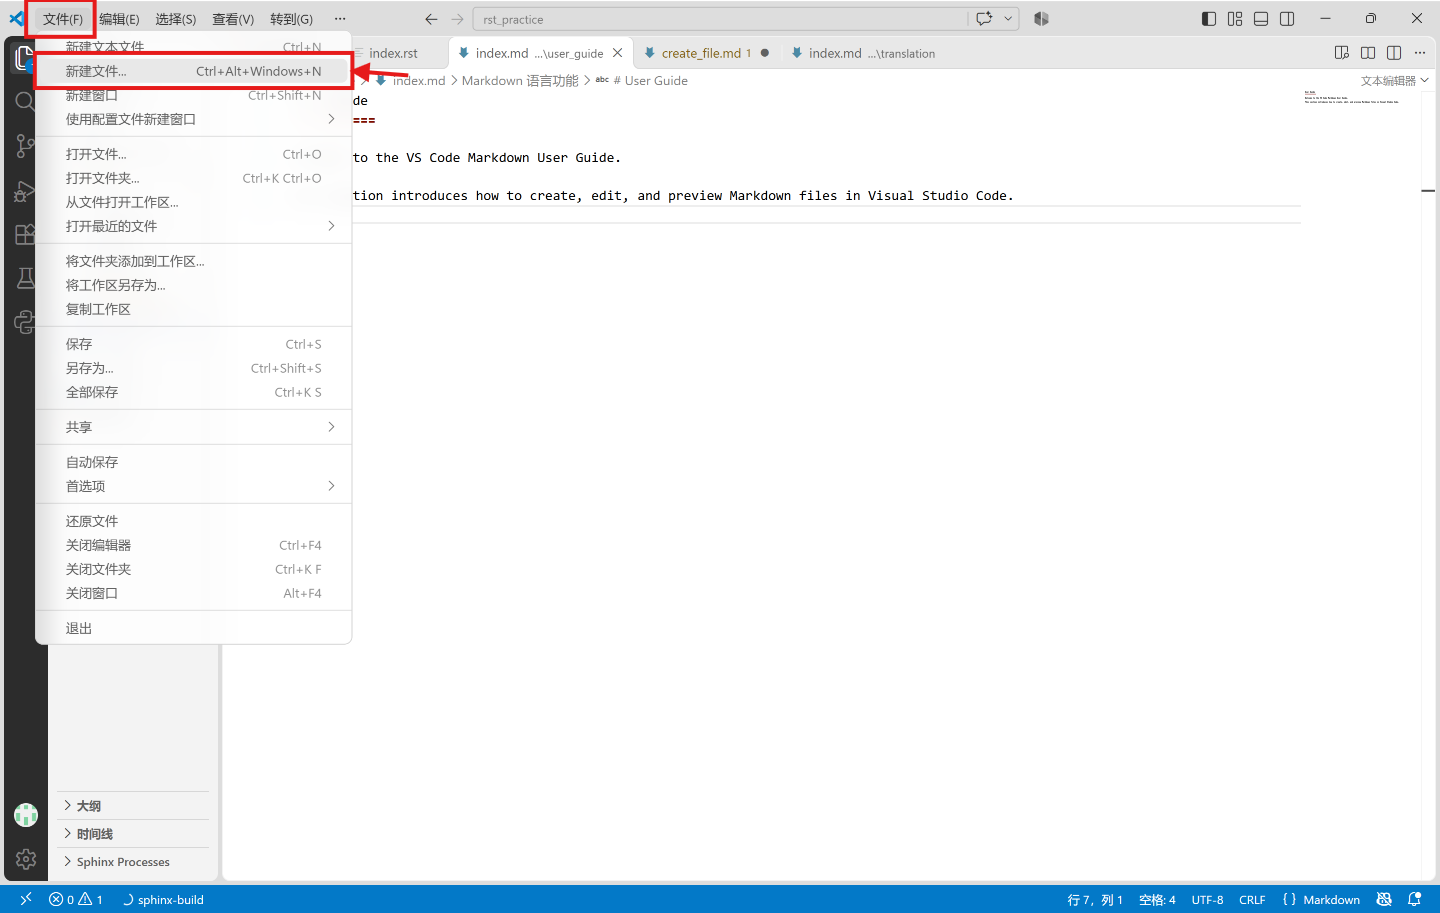 文件(F) 编辑(E) 选择(S) 查看(V) 转到(G) ··· rst_practice
index.rst index.md ...\user_guide create_file.md 1 index.md ...\translation
index.md > Markdown 语言功能 > abc # User Guide 文本编辑器
新建文本文件 Ctrl+N
新建文件... Ctrl+Alt+Windows+N
新建窗口 Ctrl+Shift+N
使用配置文件新建窗口
打开文件... Ctrl+O
打开文件夹... Ctrl+K Ctrl+O
从文件打开工作区...
打开最近的文件
将文件夹添加到工作区...
将工作区另存为...
复制工作区
保存 Ctrl+S
另存为... Ctrl+Shift+S
全部保存 Ctrl+K S
共享
自动保存
首选项
还原文件
关闭编辑器 Ctrl+F4
关闭文件夹 Ctrl+K F
关闭窗口 Alt+F4
退出
de
===
to the VS Code Markdown User Guide.
tion introduces how to create, edit, and preview Markdown files in Visual Studio Code.
大纲
时间线
Sphinx Processes
0 1 sphinx-build 行 7，列 1 空格: 4 UTF-8 CRLF { } Markdown